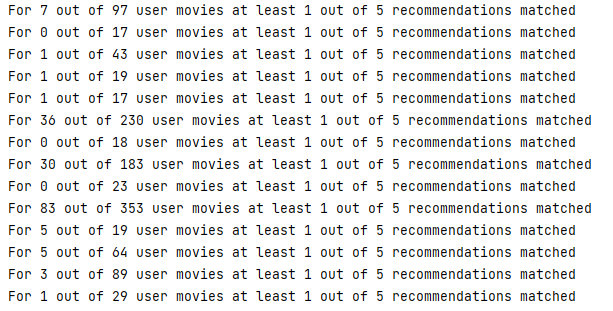 For 7 out of 97 user movies at least 1 out of 5 recommendations matched
For 0 out of 17 user movies at least 1 out of 5 recommendations matched
For 1 out of 43 user movies at least 1 out of 5 recommendations matched
For 1 out of 19 user movies at least 1 out of 5 recommendations matched
For 1 out of 17 user movies at least 1 out of 5 recommendations matched
For 36 out of 230 user movies at least 1 out of 5 recommendations matched
For 0 out of 18 user movies at least 1 out of 5 recommendations matched
For 30 out of 183 user movies at least 1 out of 5 recommendations matched
For 0 out of 23 user movies at least 1 out of 5 recommendations matched
For 83 out of 353 user movies at least 1 out of 5 recommendations matched
For 5 out of 19 user movies at least 1 out of 5 recommendations matched
For 5 out of 64 user movies at least 1 out of 5 recommendations matched
For 3 out of 89 user movies at least 1 out of 5 recommendations matched
For 1 out of 29 user movies at least 1 out of 5 recommendations matched